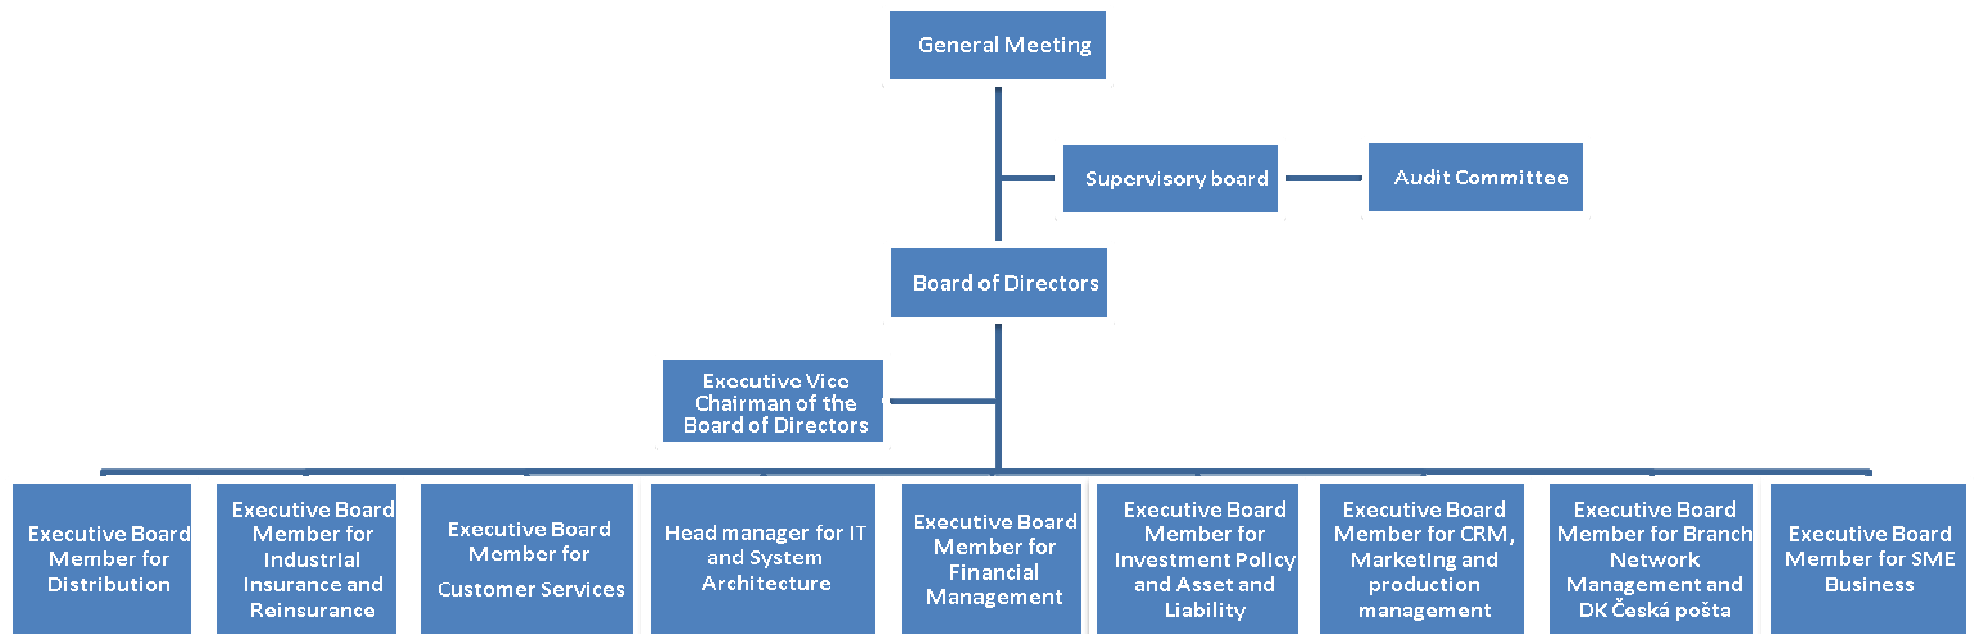 General Meeting
Supervisory board
Audit Committee
Board of Directors
Executive Vice
Chairman of the
Board of Directors
Executive Board
Member for
Distribution
Executive Board
Member for
Industrial
Insurance and
Reinsurance
Executive Board
Member for
Customer Services
Head manager for IT
and System
Architecture
Executive Board
Member for
Financial
Management
Executive Board
Member for
Investment Policy
and Asset and
Liability
Executive Board
Member for CRM,
Marketing and
production
management
Executive Board
Member for Branch
Network
Management and
DK Česká pošta
Executive Board
Member for SME
Business